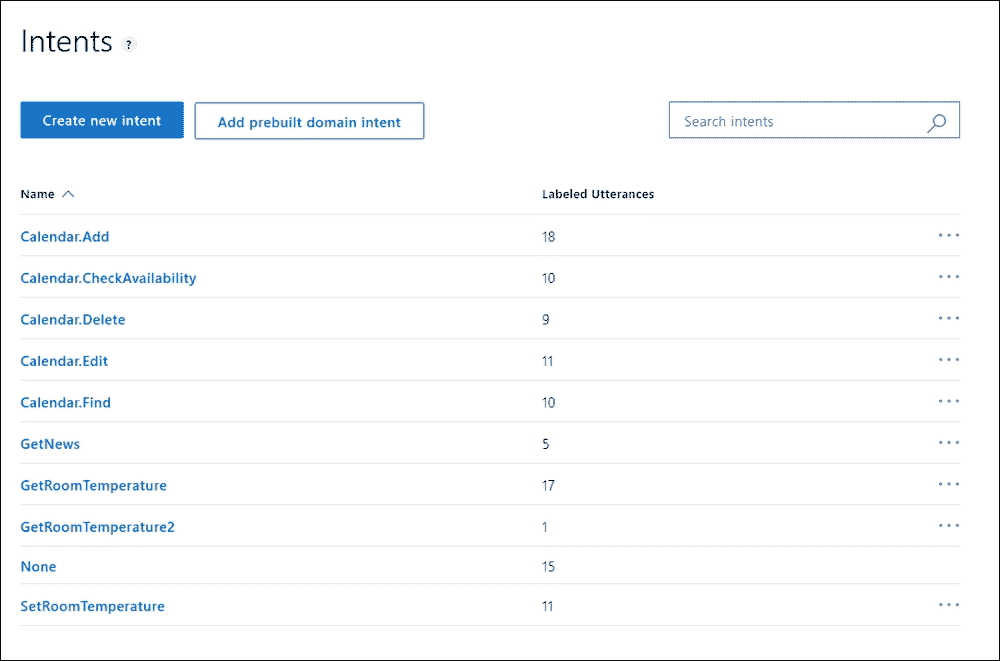 Intents ?
Create new intent Add prebuilt domain intent Search intents
Name Labeled Utterances
Calendar.Add 18 ...
Calendar.CheckAvailability 10 ...
Calendar.Delete 9 ...
Calendar.Edit 11 ...
Calendar.Find 10 ...
GetNews 5 ...
GetRoomTemperature 17 ...
GetRoomTemperature2 1 ...
None 15
SetRoomTemperature 11 ...